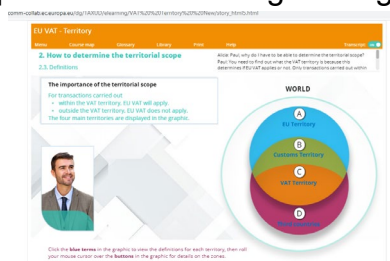 comm-collab.ec.europa.eu/dig/1AXULV/elearning/VAT%20%20Territory%20%20New/story_html5.html
EU VAT - Territory
Menu Course map Glossary Library Print Help Transcript
2. How to determine the territorial scope
2.3. Definitions
Alice: Paul, why do I have to be able to determine the territorial scope?
Paul: You need to find out what the VAT territory is because this
determines if EU VAT applies or not. Only transactions carried out within
The importance of the territorial scope
For transactions carried out
• within the VAT territory, EU VAT will apply.
• outside the VAT territory, EU VAT does not apply.
The four main territories are displayed in the graphic.
WORLD
A
EU Territory
B
Customs Territory
C
VAT Territory
D
Click the blue terms in the graphic to view the definitions for each territory, then roll
your mouse cursor over the buttons in the graphic for details on the zones.